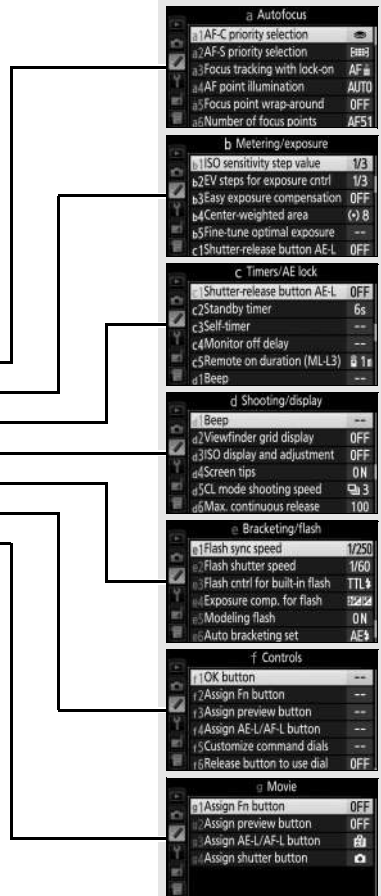 a Autofocus
a1AF-C priority selection
a2AF-S priority selection
a3Focus tracking with lock-on AF
a4AF point illumination AUTO
a5Focus point wrap-around OFF
a6Number of focus points AF51
b Metering/exposure
b1ISO sensitivity step value 1/3
b2EV steps for exposure cntrl 1/3
b3Easy exposure compensation OFF
b4Center-weighted area (•) 8
b5Fine-tune optimal exposure --
c1Shutter-release button AE-L OFF
c Timers/AE lock
c1Shutter-release button AE-L OFF
c2Standby timer 6s
c3Self-timer --
c4Monitor off delay --
c5Remote on duration (ML-L3) 1m
d1Beep --
d Shooting/display
d1Beep --
d2Viewfinder grid display OFF
d3ISO display and adjustment OFF
d4Screen tips ON
d5CL mode shooting speed 3
d6Max. continuous release 100
e Bracketing/flash
e1Flash sync speed 1/250
e2Flash shutter speed 1/60
e3Flash cntrl for built-in flash TTL
e4Exposure comp. for flash
e5Modeling flash ON
e6Auto bracketing set AE
f Controls
f1OK button --
f2Assign Fn button --
f3Assign preview button --
f4Assign AE-L/AF-L button --
f5Customize command dials --
f6Release button to use dial OFF
g Movie
g1Assign Fn button OFF
g2Assign preview button OFF
g3Assign AE-L/AF-L button
g4Assign shutter button